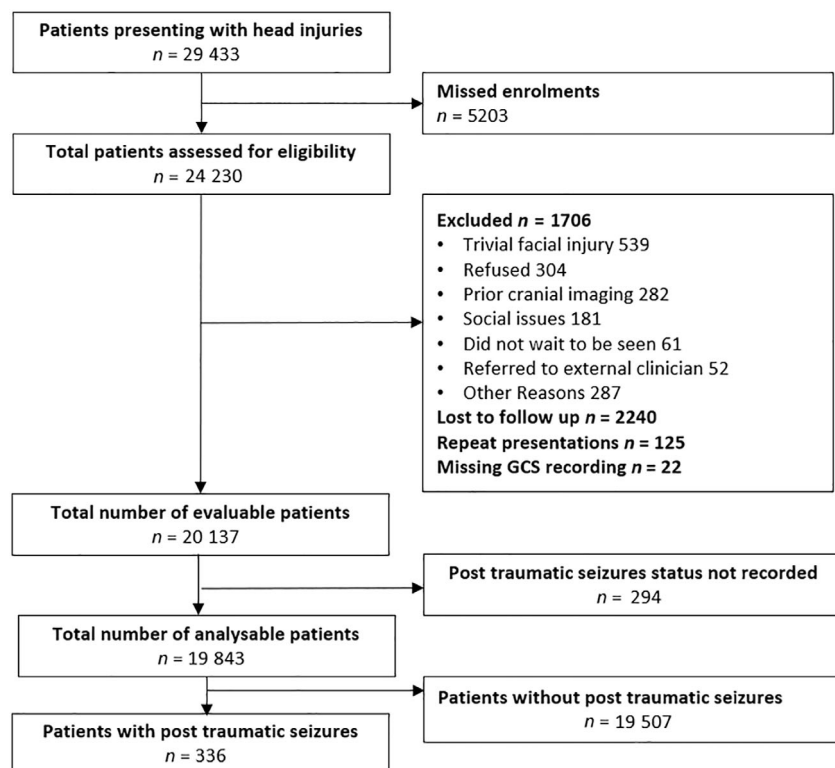 Patients presenting with head injuries
n = 29 433
Missed enrolments
n = 5203
Total patients assessed for eligibility
n = 24 230
Excluded n = 1706
• Trivial facial injury 539
• Refused 304
• Prior cranial imaging 282
• Social issues 181
• Did not wait to be seen 61
• Referred to external clinician 52
• Other Reasons 287
Lost to follow up n = 2240
Repeat presentations n = 125
Missing GCS recording n = 22
Total number of evaluable patients
n = 20 137
Post traumatic seizures status not recorded
n = 294
Total number of analysable patients
n = 19 843
Patients without post traumatic seizures
n = 19 507
Patients with post traumatic seizures
n = 336